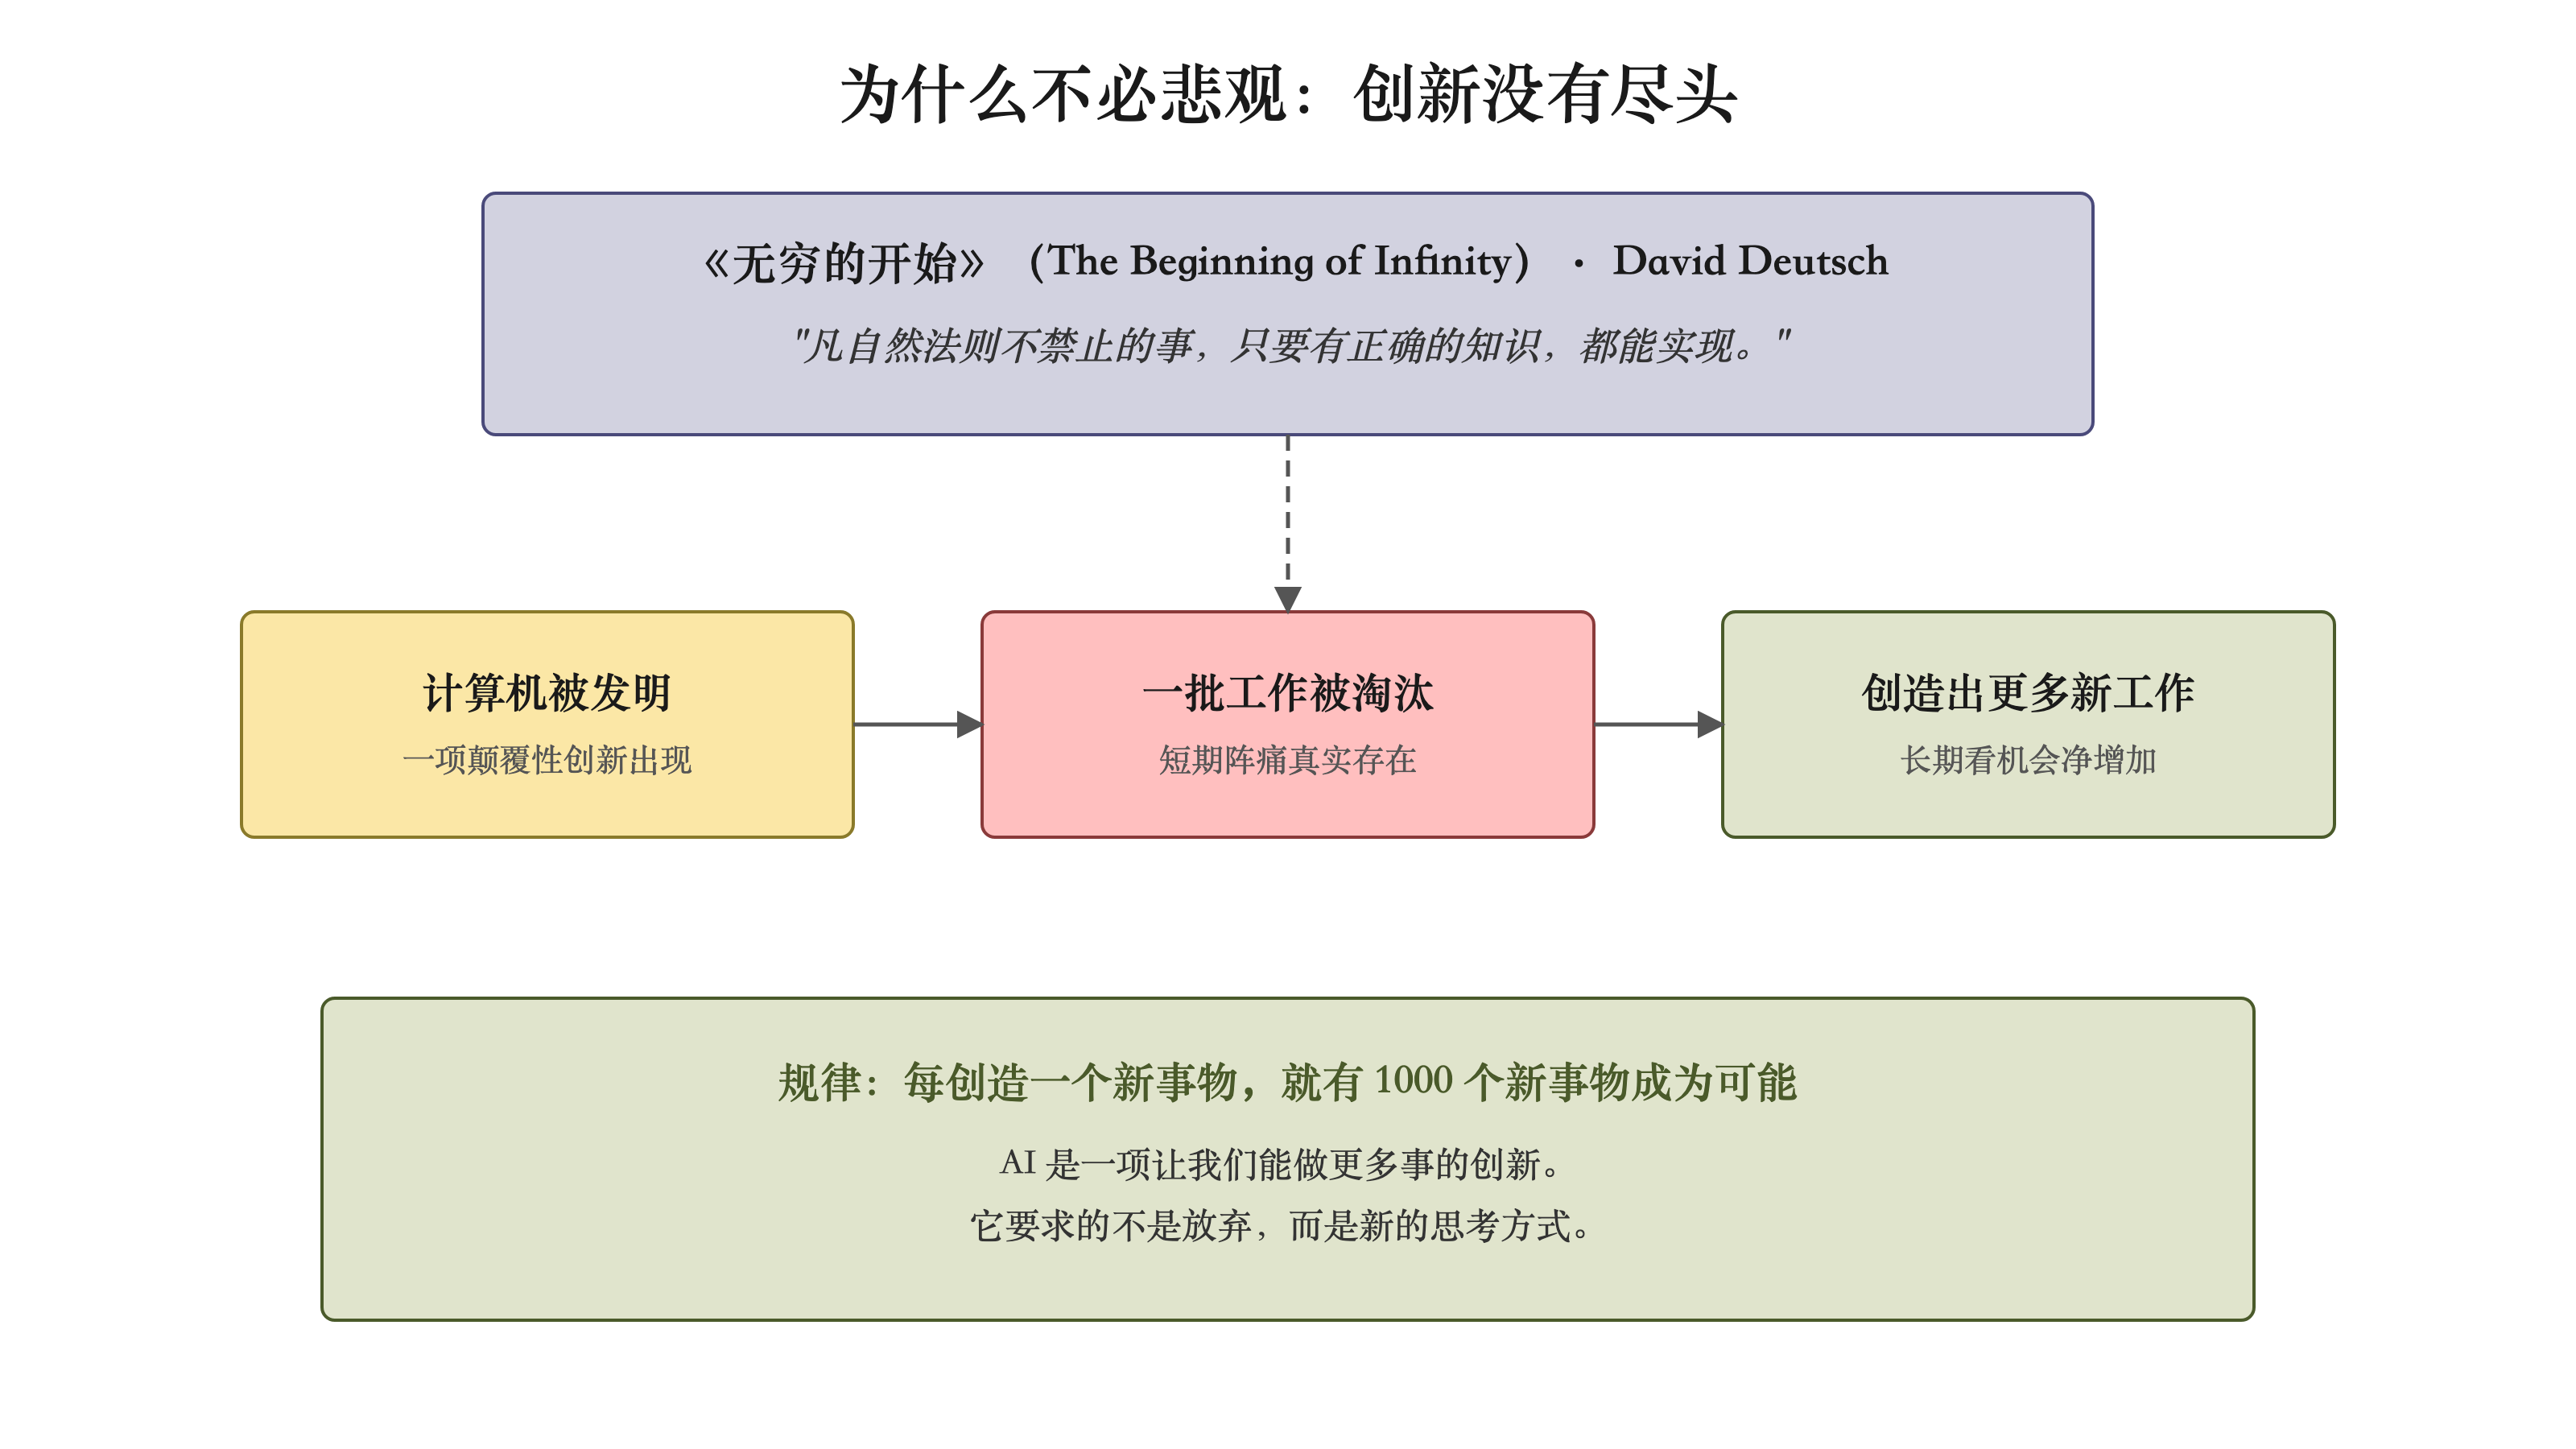 为什么不必悲观：创新没有尽头
《无穷的开始》（The Beginning of Infinity） · David Deutsch
"凡自然法则不禁止的事，只要有正确的知识，都能实现。"
计算机被发明
一项颠覆性创新出现
一批工作被淘汰
短期阵痛真实存在
创造出更多新工作
长期看机会净增加
规律：每创造一个新事物，就有 1000 个新事物成为可能
AI 是一项让我们能做更多事的创新。
它要求的不是放弃，而是新的思考方式。